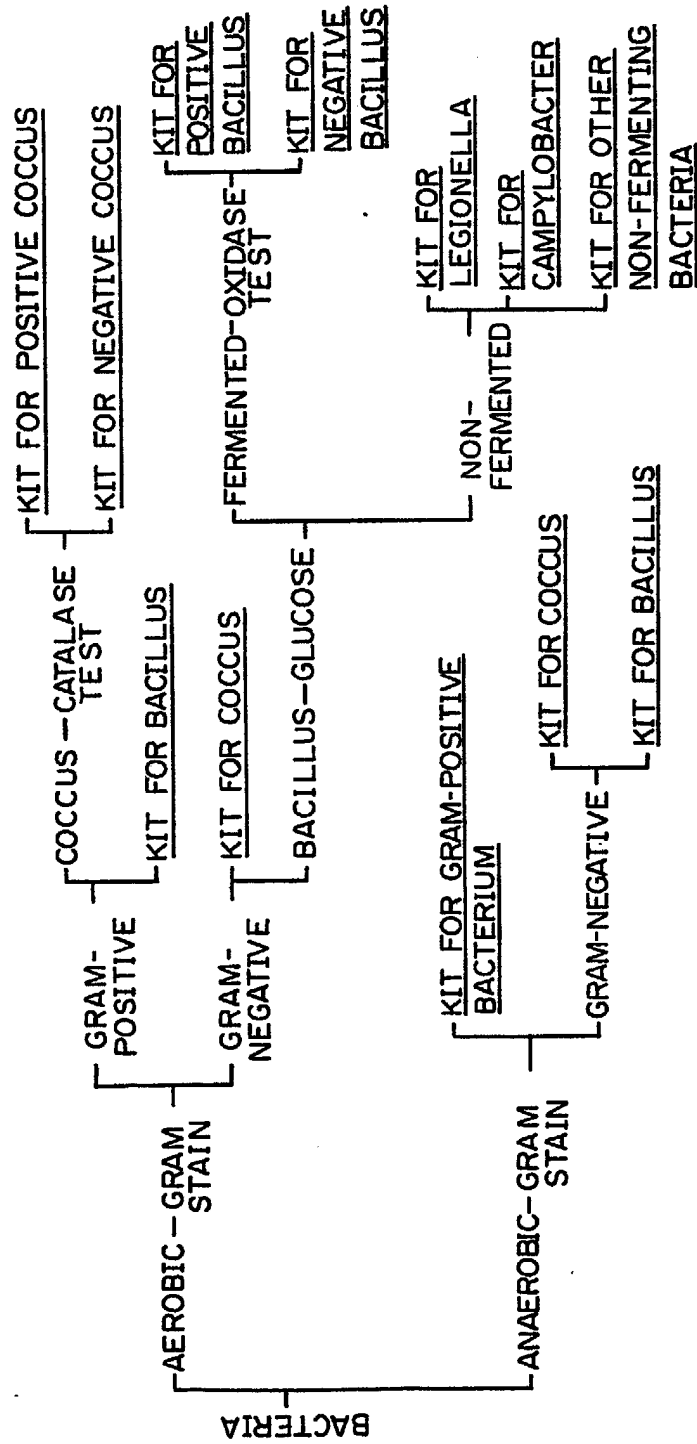 BACTERIA
AEROBIC-GRAM
STAIN
GRAM-
POSITIVE
COCCUS-CATALASE
TEST
KIT FOR POSITIVE COCCUS
KIT FOR NEGATIVE COCCUS
KIT FOR BACILLUS
GRAM-
NEGATIVE
KIT FOR COCCUS
BACILLUS-GLUCOSE
FERMENTED-OXIDASE
TEST
KIT FOR
POSITIVE
BACILLUS
KIT FOR
NEGATIVE
BACILLUS
NON-
FERMENTED
KIT FOR
LEGIONELLA
KIT FOR
CAMPYLOBACTER
KIT FOR OTHER
NON-FERMENTING
BACTERIA
ANAEROBIC-GRAM
STAIN
KIT FOR GRAM-POSITIVE
BACTERIUM
GRAM-NEGATIVE
KIT FOR COCCUS
KIT FOR BACILLUS